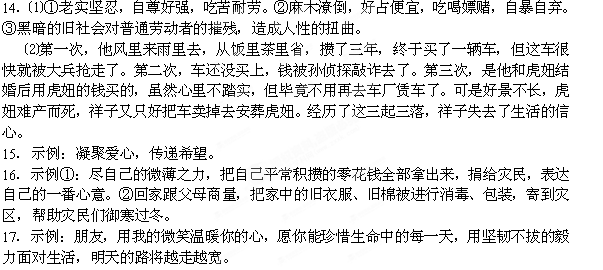 14．⑴①老实坚忍，自尊好强，吃苦耐劳。②麻木潦倒，好占便宜，吃喝嫖赌，自暴自弃。
③黑暗的旧社会对普通劳动者的摧残，造成人性的扭曲。
⑵第一次，他风里来雨里去，从饭里茶里省，攒了三年，终于买了一辆车，但这车很
快就被大兵抢走了。第二次，车还没买上，钱被孙侦探敲诈去了。第三次，是他和虎妞结
婚后用虎妞的钱买的，虽然心里不踏实，但毕竟不用再去车厂赁车了。可是好景不长，虎
妞难产而死，祥子又只好把车卖掉去安葬虎妞。经历了这三起三落，祥子失去了生活的信
心。
15．示例：凝聚爱心，传递希望。
16．示例①：尽自己的微薄之力，把自己平常积攒的零花钱全部拿出来，捐给灾民，表达
自己的一番心意。②回家跟父母商量，把家中的旧衣服、旧棉被进行消毒、包装，寄到灾
区，帮助灾民们御寒过冬。
17．示例：朋友，用我的微笑温暖你的心，愿你能珍惜生命中的每一天，用坚韧不拔的毅
力面对生活，明天的路将越走越宽。